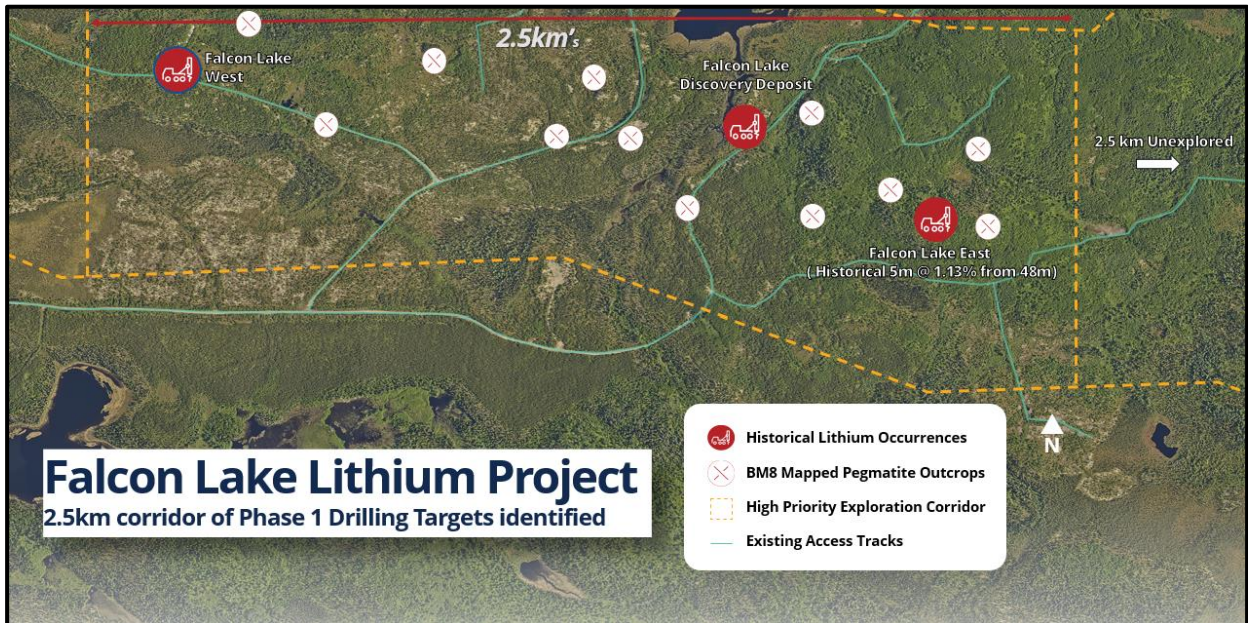 2.5km's
Falcon Lake
West
Falcon Lake
Discovery Deposit
2.5 km Unexplored
Falcon Lake East
( Historical 5m @ 1.13% from 48m)
N
Historical Lithium Occurrences
BM8 Mapped Pegmatite Outcrops
High Priority Exploration Corridor
Existing Access Tracks
Falcon Lake Lithium Project
2.5km corridor of Phase 1 Drilling Targets identified